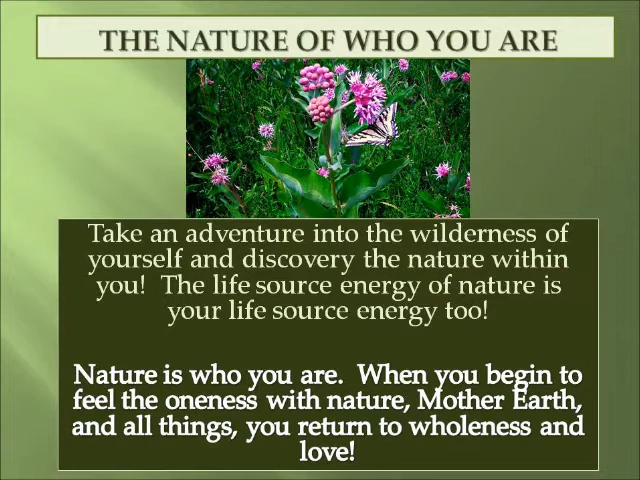 THE NATURE OF WHO YOU ARE
Take an adventure into the wilderness of
yourself and discovery the nature within
you!  The life source energy of nature is
your life source energy too!
Nature is who you are.  When you begin to
feel the oneness with nature, Mother Earth,
and all things, you return to wholeness and
love!